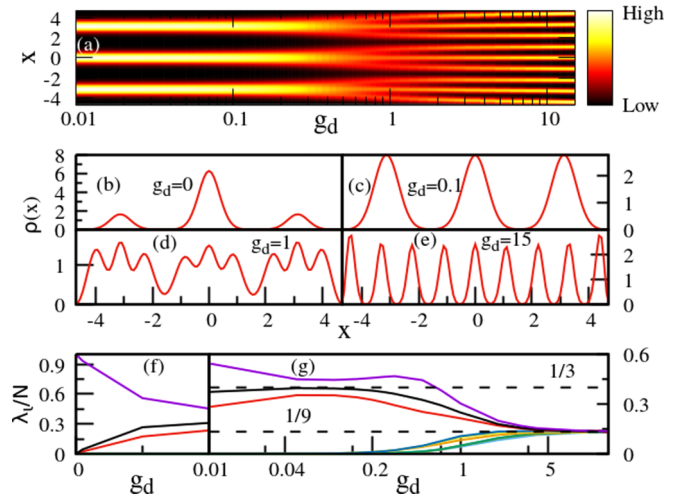 4
2
0
-2
-4
x
(a)
High
Low
0.01 0.1 1 10
g_d
8
6
4
2
0
ρ(x)
(b) g_d=0
(c) g_d=0.1
2
1
0
(d) g_d=1
(e) g_d=15
1
0
2
1
0
-4 -2 0 2 4 -4 -2 0 2 4
x
0.9
0.6
0.3
0
λ_i/N
(f)
(g)
1/3
1/9
0.6
0.3
0
0 0.01 0.04 0.2 1 5
g_d g_d